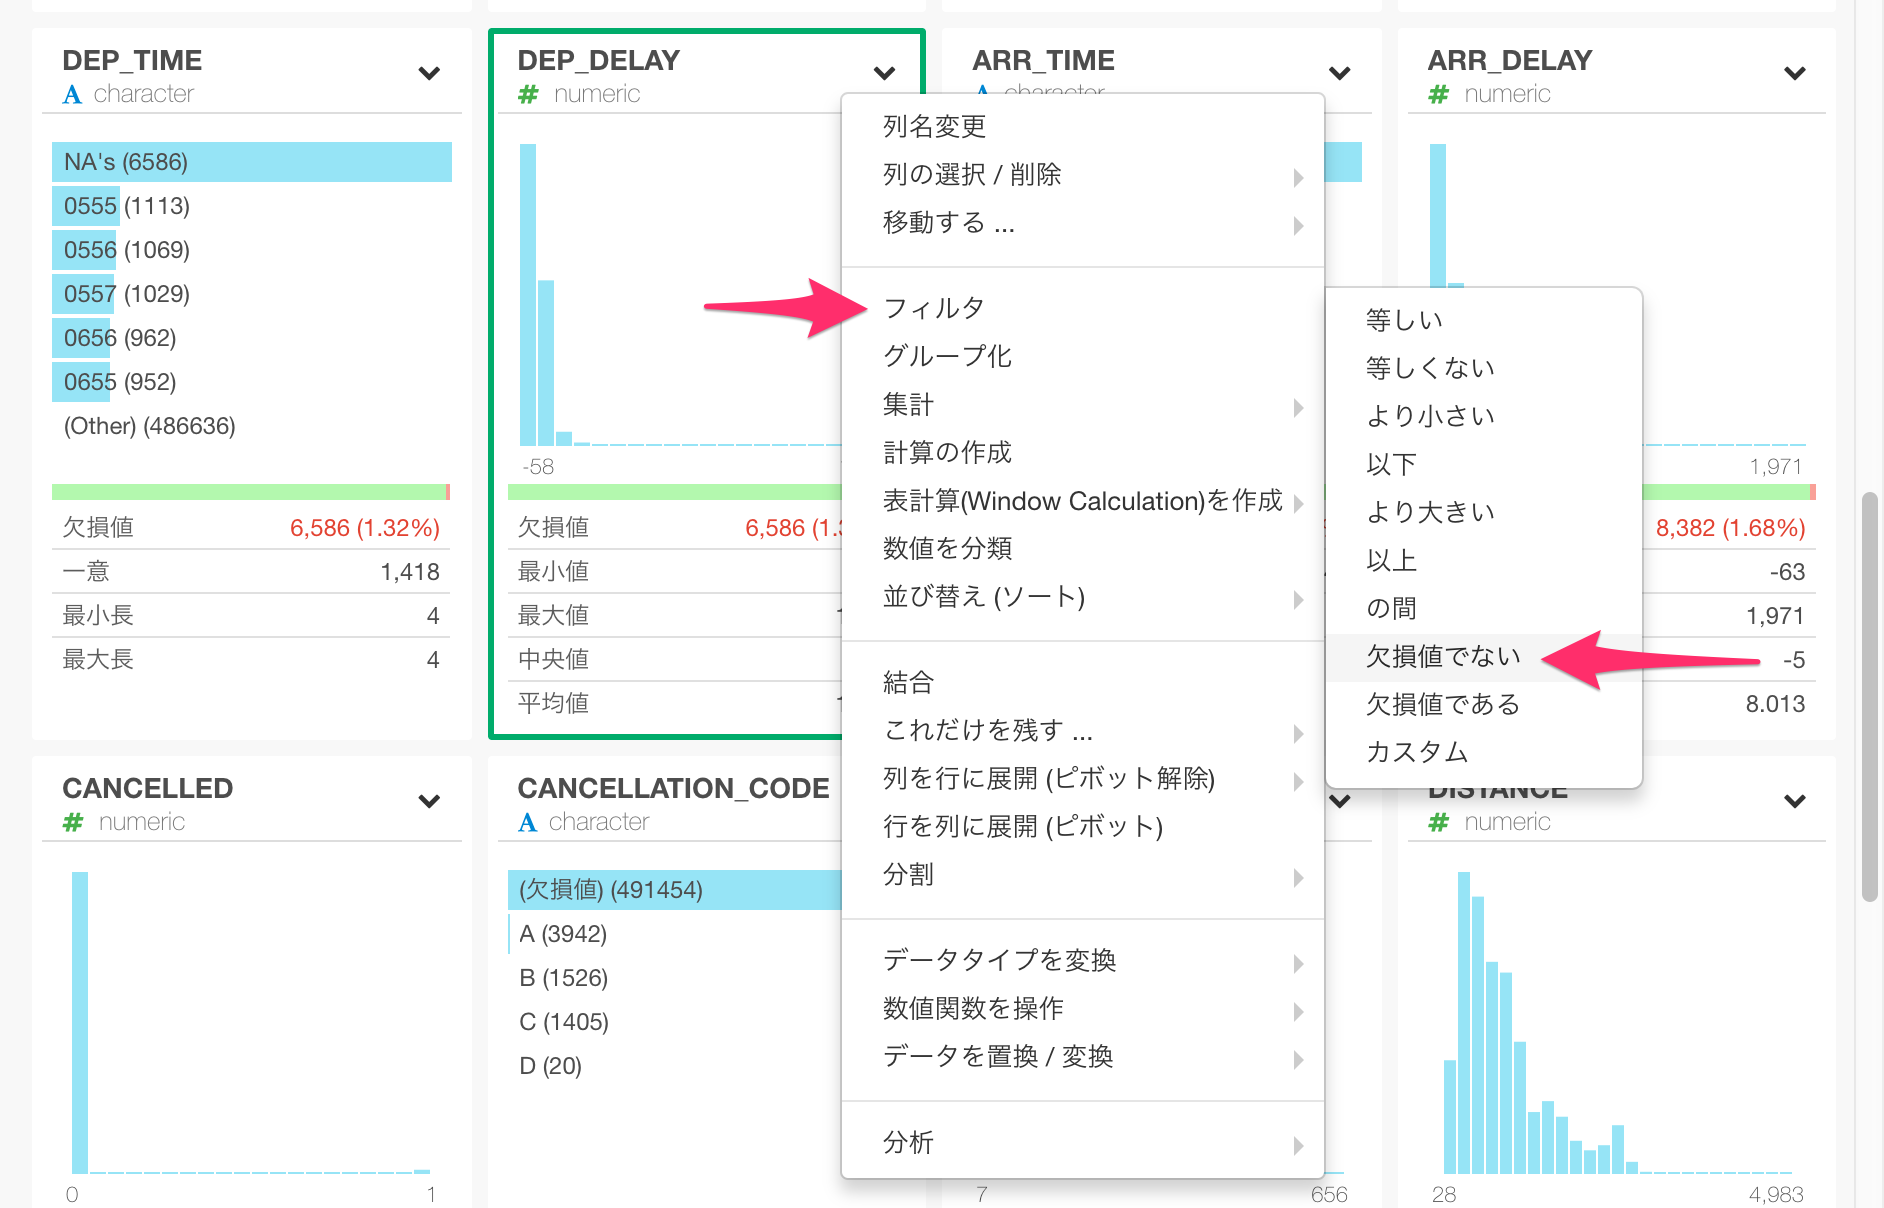 DEP_TIME
character
NA's (6586)
0555 (1113)
0556 (1069)
0557 (1029)
0656 (962)
0655 (952)
(Other) (486636)
欠損値 6,586 (1.32%)
一意 1,418
最小長 4
最大長 4
DEP_DELAY
# numeric
-58
欠損値 6,586 (1.3
最小値
最大値
中央値
平均値
ARR_TIME
character
ARR_DELAY
# numeric
1,971
8,382 (1.68%)
-63
1,971
-5
8.013
列名変更
列の選択 / 削除
移動する ...
フィルタ
グループ化
集計
計算の作成
表計算(Window Calculation)を作成
数値を分類
並び替え (ソート)
結合
これだけを残す ...
列を行に展開 (ピボット解除)
行を列に展開 (ピボット)
分割
データタイプを変換
数値関数を操作
データを置換 / 変換
分析
等しい
等しくない
より小さい
以下
より大きい
以上
の間
欠損値でない
欠損値である
カスタム
CANCELLED
# numeric
0 1
CANCELLATION_CODE
A character
(欠損値) (491454)
A (3942)
B (1526)
C (1405)
D (20)
7 656
DISTANCE
# numeric
28 4,983